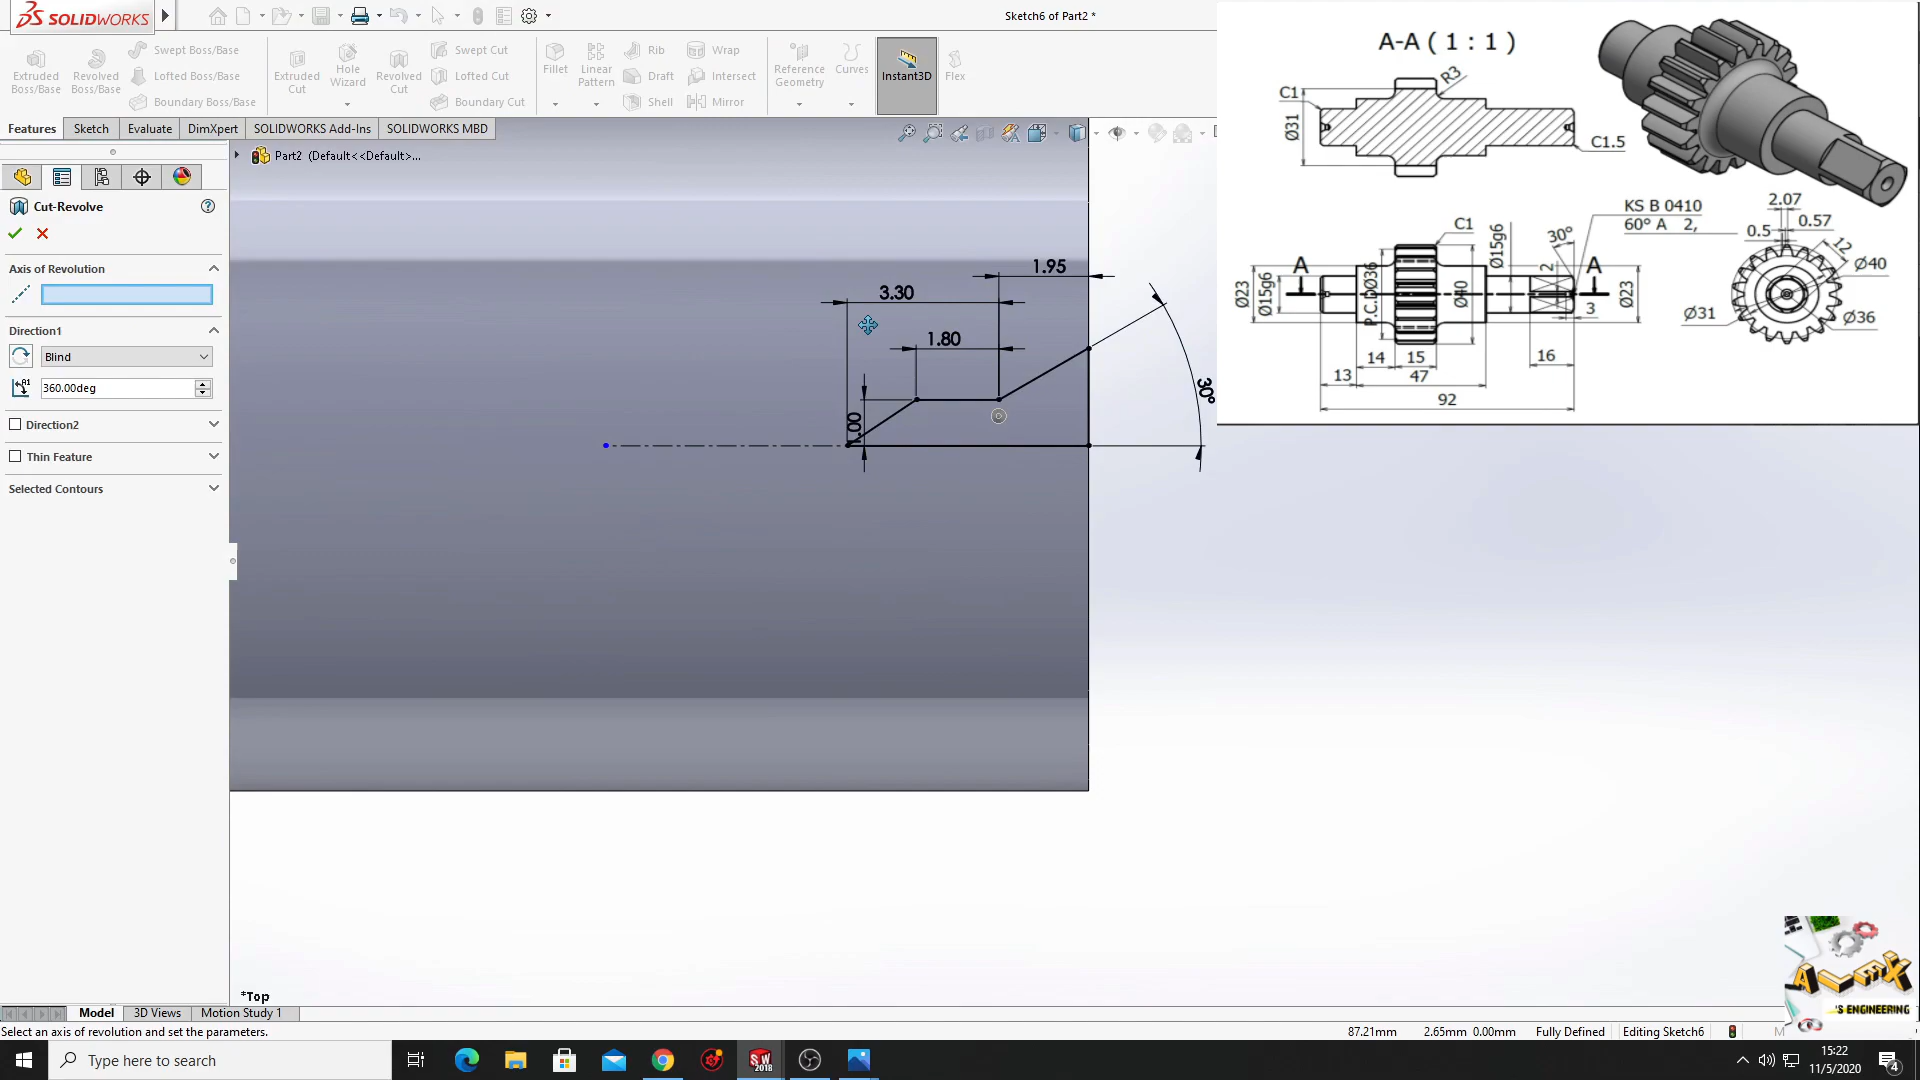 SOLIDWORKS
Sketch6 of Part2 *
Extruded Boss/Base
Revolved Boss/Base
Swept Boss/Base
Lofted Boss/Base
Boundary Boss/Base
Extruded Cut
Hole Wizard
Revolved Cut
Swept Cut
Lofted Cut
Boundary Cut
Fillet
Linear Pattern
Rib
Draft
Shell
Wrap
Intersect
Mirror
Reference Geometry
Curves
Instant3D
Flex
Features
Sketch
Evaluate
DimXpert
SOLIDWORKS Add-Ins
SOLIDWORKS MBD
Part2 (Default<<Default>...
Cut-Revolve
Axis of Revolution
Direction1
Blind
360.00deg
Direction2
Thin Feature
Selected Contours
1.95
3.30
1.80
1.00
30°
A-A ( 1 : 1 )
R3
C1
Ø31
C1.5
KS B 0410
60° A 2,
2.07
0.57
0.5
12
Ø40
Ø31
Ø36
C1
Ø15g6
30°
2
A
A
Ø23
Ø15g6
P.C.DØ36
Ø40
Ø23
3
14
15
16
13
47
92
*Top
Model
3D Views
Motion Study 1
Select an axis of revolution and set the parameters.
87.21mm
2.65mm 0.00mm
Fully Defined
Editing Sketch6
ALEX
'S ENGINEERING
Type here to search
SW
2018
15:22
11/5/2020
4